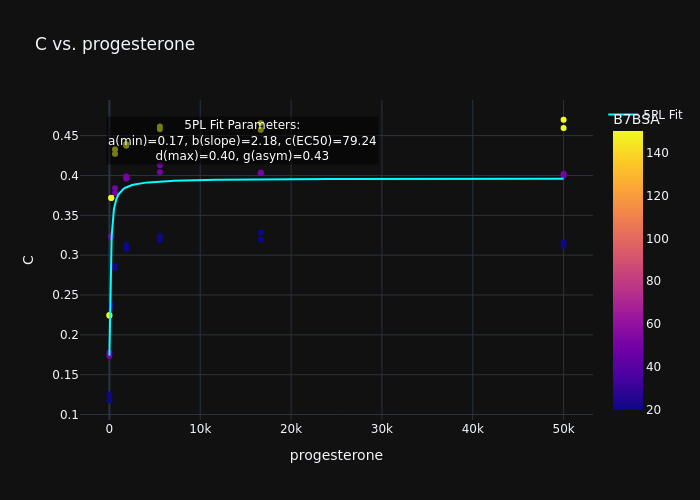 C vs. progesterone
5PL Fit
B7BSA
5PL Fit Parameters:
a(min)=0.17, b(slope)=2.18, c(EC50)=79.24
d(max)=0.40, g(asym)=0.43
0.45
0.4
0.35
0.3
0.25
0.2
0.15
0.1
C
0
10k
20k
30k
40k
50k
progesterone
140
120
100
80
60
40
20